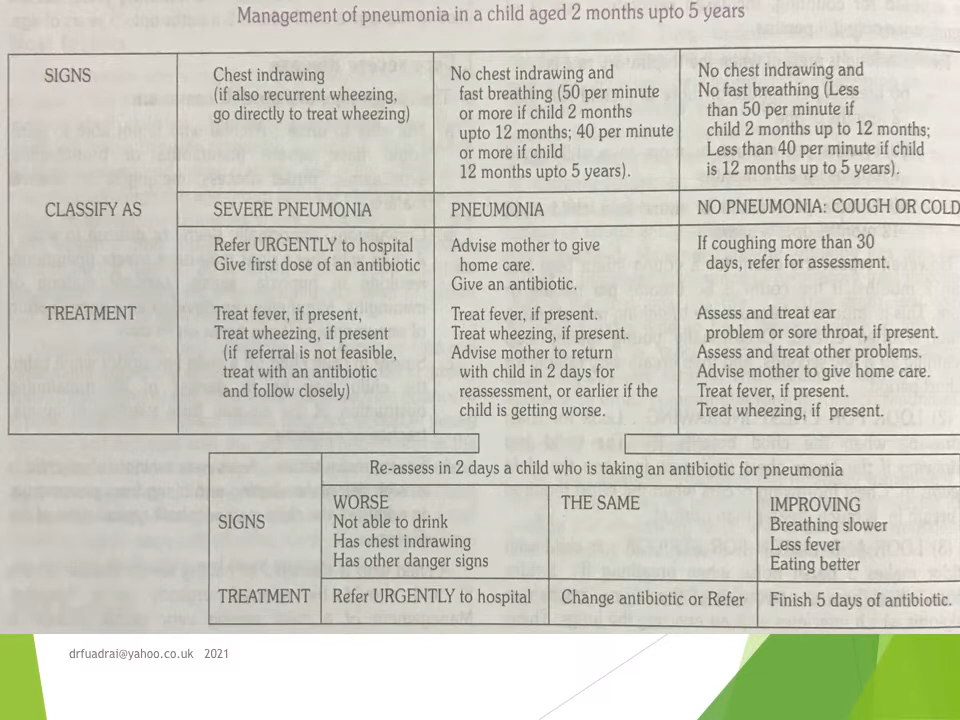 Management of pneumonia in a child aged 2 months upto 5 years
SIGNS
Chest indrawing
(if also recurrent wheezing,
go directly to treat wheezing)
No chest indrawing and
fast breathing (50 per minute
or more if child 2 months
upto 12 months; 40 per minute
or more if child
12 months upto 5 years).
No chest indrawing and
No fast breathing (Less
than 50 per minute if
child 2 months up to 12 months;
Less than 40 per minute if child
is 12 months up to 5 years).
CLASSIFY AS
SEVERE PNEUMONIA
PNEUMONIA
NO PNEUMONIA: COUGH OR COLD
TREATMENT
Refer URGENTLY to hospital
Give first dose of an antibiotic
Treat fever, if present,
Treat wheezing, if present
(if referral is not feasible,
treat with an antibiotic
and follow closely)
Advise mother to give
home care.
Give an antibiotic.
Treat fever, if present.
Treat wheezing, if present.
Advise mother to return
with child in 2 days for
reassessment, or earlier if the
child is getting worse.
If coughing more than 30
days, refer for assessment.
Assess and treat ear
problem or sore throat, if present.
Assess and treat other problems.
Advise mother to give home care.
Treat fever, if present.
Treat wheezing, if present.
Re-assess in 2 days a child who is taking an antibiotic for pneumonia
SIGNS
WORSE
Not able to drink
Has chest indrawing
Has other danger signs
THE SAME
IMPROVING
Breathing slower
Less fever
Eating better
TREATMENT
Refer URGENTLY to hospital
Change antibiotic or Refer
Finish 5 days of antibiotic.
drfuadrai@yahoo.co.uk 2021